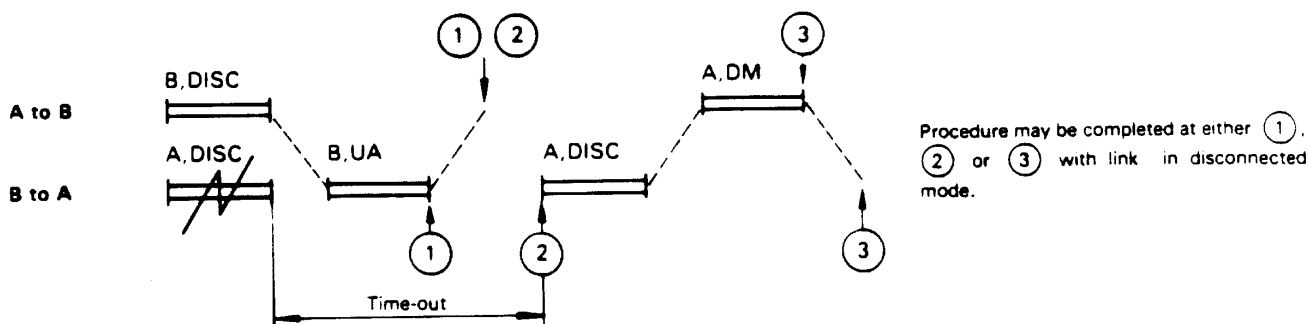 1 2
3
B,DISC
A,DM
A to B
A,DISC
B,UA
A,DISC
B to A
1
2
3
Time-out
Procedure may be completed at either 1,
2 or 3 with link in disconnected
mode.